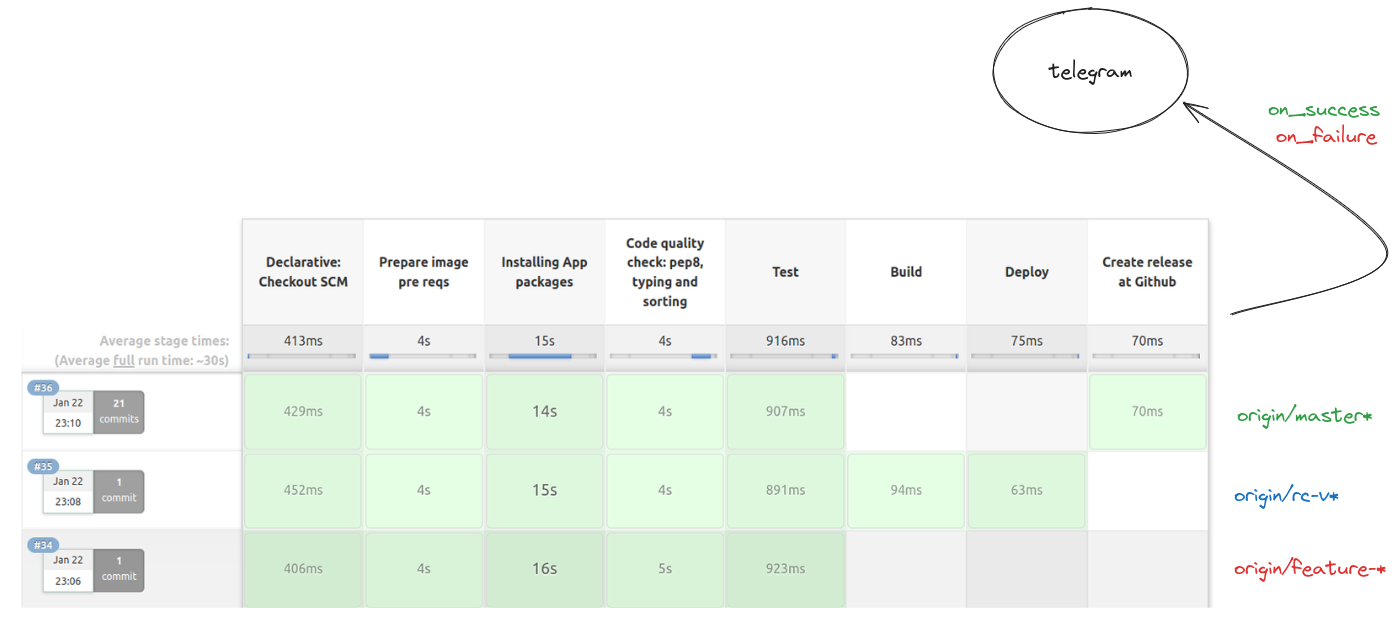 telegram
on_success
on_failure
Declarative:
Checkout SCM
Prepare image
pre reqs
Installing App
packages
Code quality
check: pep8,
typing and
sorting
Test
Build
Deploy
Create release
at Github
Average stage times:
(Average full run time: ~30s)
413ms
4s
15s
4s
916ms
83ms
75ms
70ms
#36
Jan 22
23:10
21
commits
429ms
4s
14s
4s
907ms
70ms
origin/master*
#35
Jan 22
23:08
1
commit
452ms
4s
15s
4s
891ms
94ms
63ms
origin/rc-v*
#34
Jan 22
23:06
1
commit
406ms
4s
16s
5s
923ms
origin/feature-*